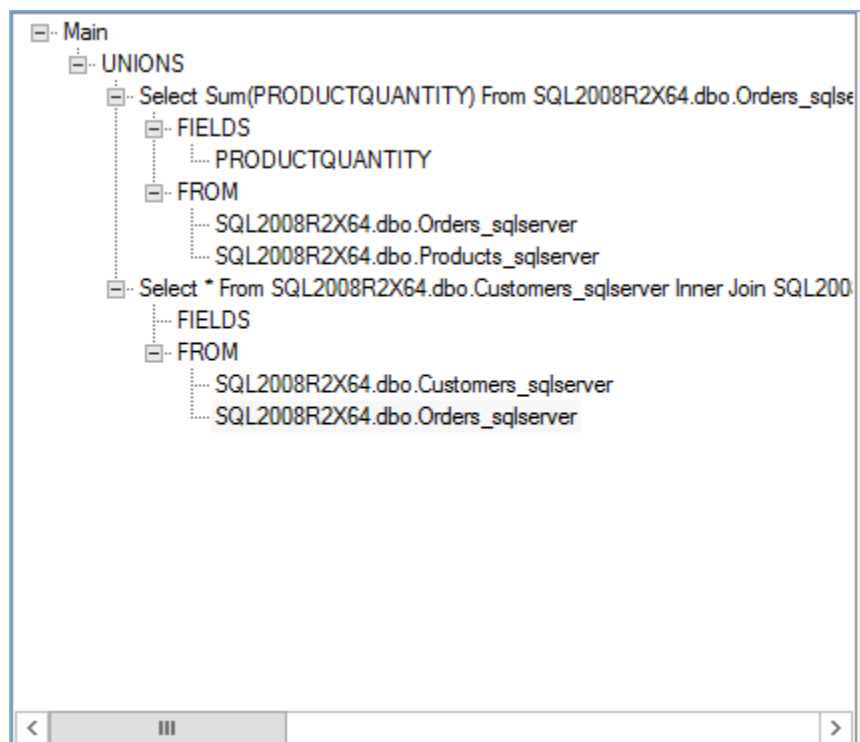 Main
UNIONS
Select Sum(PRODUCTQUANTITY) From SQL2008R2X64.dbo.Orders_sqlse
FIELDS
PRODUCTQUANTITY
FROM
SQL2008R2X64.dbo.Orders_sqlserver
SQL2008R2X64.dbo.Products_sqlserver
Select * From SQL2008R2X64.dbo.Customers_sqlserver Inner Join SQL200
FIELDS
FROM
SQL2008R2X64.dbo.Customers_sqlserver
SQL2008R2X64.dbo.Orders_sqlserver